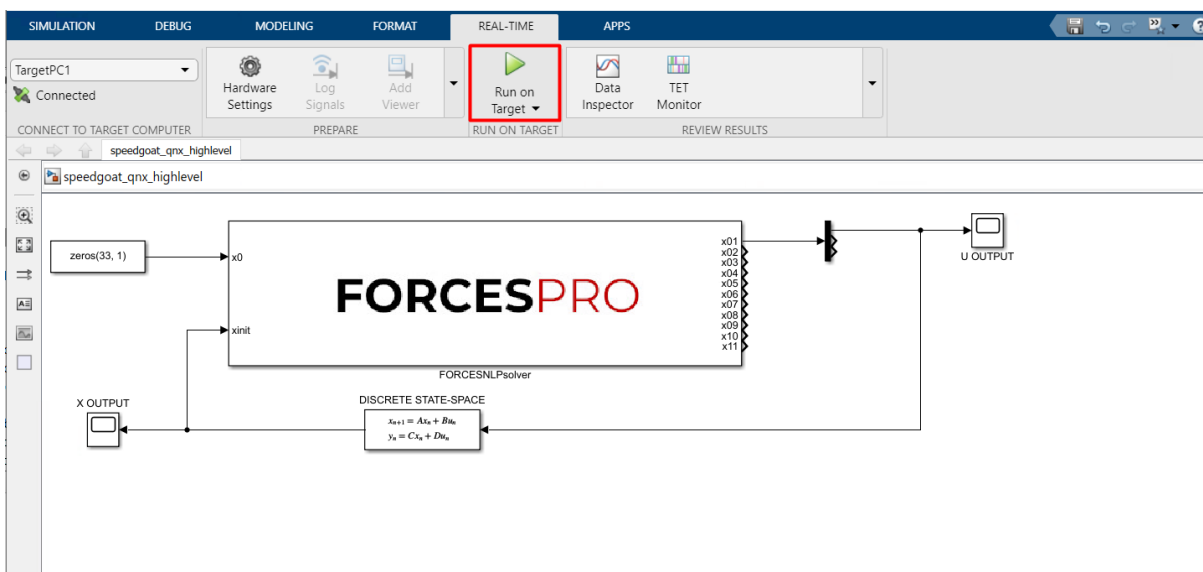 SIMULATION DEBUG MODELING FORMAT REAL-TIME APPS
TargetPC1
Connected
Hardware
Settings
Log
Signals
Add
Viewer
Run on
Target
Data
Inspector
TET
Monitor
CONNECT TO TARGET COMPUTER PREPARE RUN ON TARGET REVIEW RESULTS
speedgoat_qnx_highlevel
speedgoat_qnx_highlevel
zeros(33, 1)
x0
xinit
FORCESPRO
x01
x02
x03
x04
x05
x06
x07
x08
x09
x10
x11
FORCESNLPsolver
U OUTPUT
X OUTPUT
DISCRETE STATE-SPACE
xₙ₊₁ = Axₙ + Buₙ
yₙ = Cxₙ + Duₙ